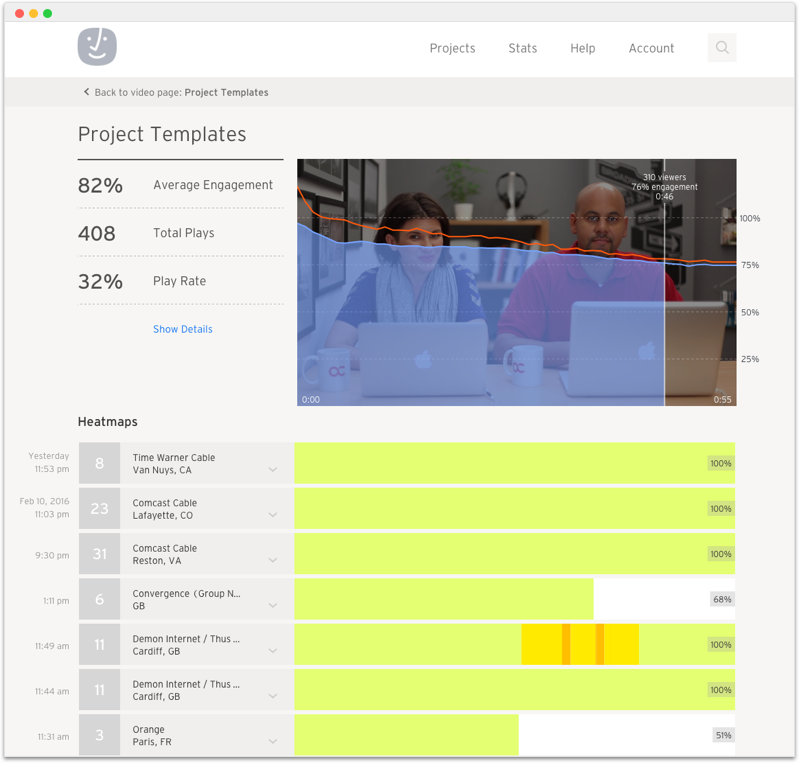 Projects Stats Help Account
Back to video page: Project Templates
Project Templates
82% Average Engagement
408 Total Plays
32% Play Rate
Show Details
310 viewers
76% engagement
0:46
100%
75%
50%
25%
0:00 0:55
Heatmaps
Yesterday
11:53 pm
8
Time Warner Cable
Van Nuys, CA
100%
Feb 10, 2016
11:03 pm
23
Comcast Cable
Lafayette, CO
100%
9:30 pm
31
Comcast Cable
Reston, VA
100%
1:11 pm
6
Convergence (Group N...
GB
68%
11:49 am
11
Demon Internet / Thus ...
Cardiff, GB
100%
11:44 am
11
Demon Internet / Thus ...
Cardiff, GB
100%
11:31 am
3
Orange
Paris, FR
51%